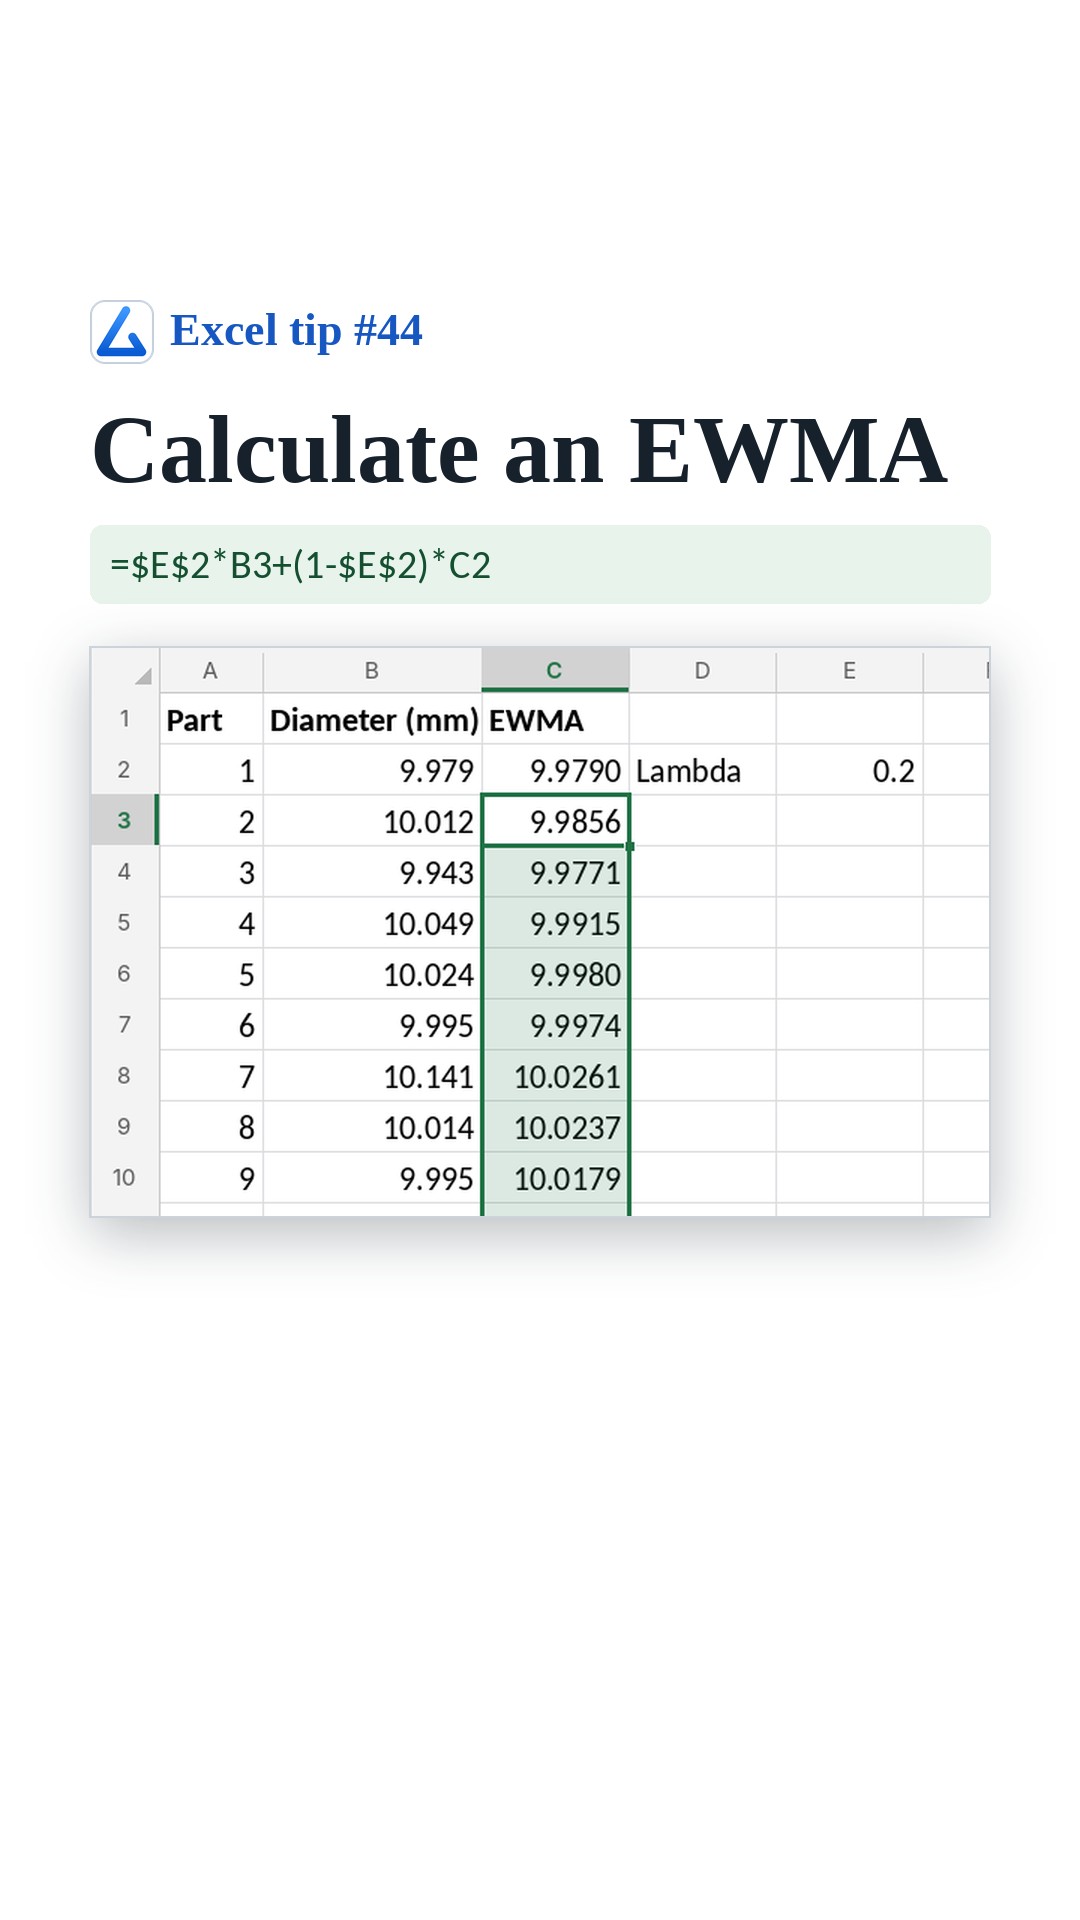 Excel tip #44
Calculate an EWMA
=$E$2*B3+(1-$E$2)*C2
A B C D E
1 Part Diameter (mm) EWMA
2 1 9.979 9.9790 Lambda 0.2
3 2 10.012 9.9856
4 3 9.943 9.9771
5 4 10.049 9.9915
6 5 10.024 9.9980
7 6 9.995 9.9974
8 7 10.141 10.0261
9 8 10.014 10.0237
10 9 9.995 10.0179